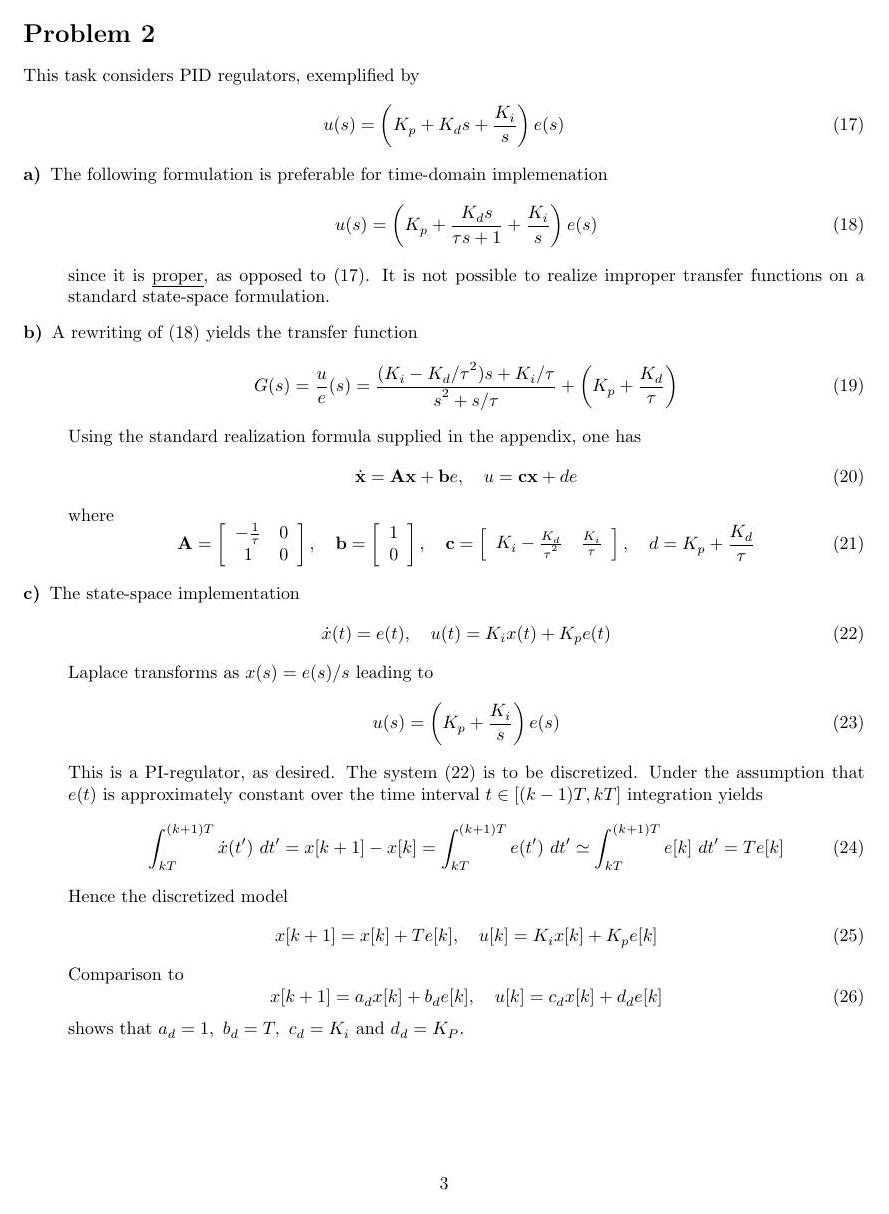 Problem 2
This task considers PID regulators, exemplified by
u(s) = (K_p + K_d s + K_i/s) e(s) (17)
a) The following formulation is preferable for time-domain implemenation
u(s) = (K_p + K_d s/(τs + 1) + K_i/s) e(s) (18)
since it is proper, as opposed to (17). It is not possible to realize improper transfer functions on a
standard state-space formulation.
b) A rewriting of (18) yields the transfer function
G(s) = u/e (s) = ((K_i − K_d/τ²)s + K_i/τ)/(s² + s/τ) + (K_p + K_d/τ) (19)
Using the standard realization formula supplied in the appendix, one has
ẋ = Ax + be, u = cx + de (20)
where
A = [ −1/τ 0 ; 1 0 ], b = [ 1 ; 0 ], c = [ K_i − K_d/τ² K_i/τ ], d = K_p + K_d/τ (21)
c) The state-space implementation
ẋ(t) = e(t), u(t) = K_i x(t) + K_p e(t) (22)
Laplace transforms as x(s) = e(s)/s leading to
u(s) = (K_p + K_i/s) e(s) (23)
This is a PI-regulator, as desired. The system (22) is to be discretized. Under the assumption that
e(t) is approximately constant over the time interval t ∈ [(k − 1)T, kT] integration yields
∫_{kT}^{(k+1)T} ẋ(t′) dt′ = x[k + 1] − x[k] = ∫_{kT}^{(k+1)T} e(t′) dt′ ≃ ∫_{kT}^{(k+1)T} e[k] dt′ = Te[k] (24)
Hence the discretized model
x[k + 1] = x[k] + Te[k], u[k] = K_i x[k] + K_p e[k] (25)
Comparison to
x[k + 1] = a_d x[k] + b_d e[k], u[k] = c_d x[k] + d_d e[k] (26)
shows that a_d = 1, b_d = T, c_d = K_i and d_d = K_P.
3